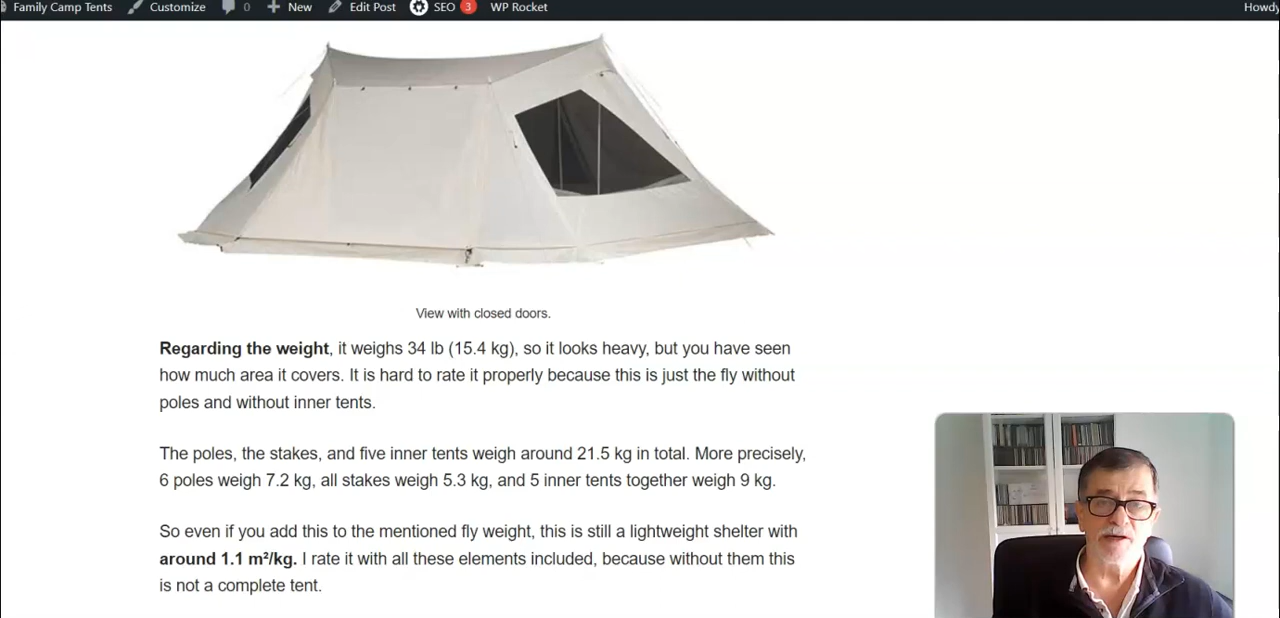 Family Camp Tents Customize 0 New Edit Post SEO 3 WP Rocket Howdy
View with closed doors.
Regarding the weight, it weighs 34 lb (15.4 kg), so it looks heavy, but you have seen
how much area it covers. It is hard to rate it properly because this is just the fly without
poles and without inner tents.
The poles, the stakes, and five inner tents weigh around 21.5 kg in total. More precisely,
6 poles weigh 7.2 kg, all stakes weigh 5.3 kg, and 5 inner tents together weigh 9 kg.
So even if you add this to the mentioned fly weight, this is still a lightweight shelter with
around 1.1 m²/kg. I rate it with all these elements included, because without them this
is not a complete tent.